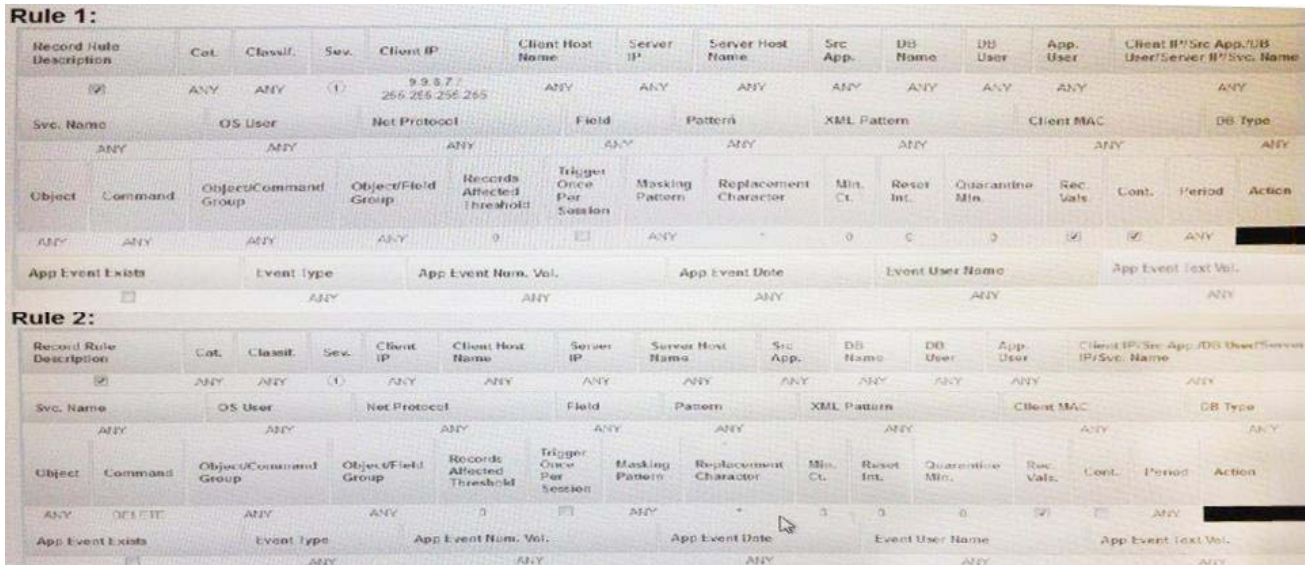 Rule 1:
Record Rule Description Cat. Classif. Sev. Client IP Client Host Name Server IP Server Host Name Src App. DB Name DB User App. User Client IP/Src App./DB User/Server IP/Svc. Name
ANY ANY 1 9.9.8.7 / ANY ANY ANY ANY ANY ANY ANY ANY
Svc. Name OS User Net Protocol Field Pattern XML Pattern Client MAC DB Type
ANY ANY ANY ANY ANY ANY ANY ANY
Object Command Object/Command Group Object/Field Group Records Affected Threshold Trigger Once Per Session Masking Pattern Replacement Character Min. Ct. Reset Int. Quarantine Min. Rec. Vals. Cont. Period Action
ANY ANY ANY ANY 0 ANY * 0 0 0 ANY
App Event Exists Event Type App Event Num. Val. App Event Date Event User Name App Event Text Val.
ANY ANY ANY ANY ANY
Rule 2:
Record Rule Description Cat. Classif. Sev. Client IP Client Host Name Server IP Server Host Name Src App. DB Name DB User App. User Client IP/Src App./DB User/Server IP/Svc. Name
ANY ANY 1 ANY ANY ANY ANY ANY ANY ANY ANY ANY
Svc. Name OS User Net Protocol Field Pattern XML Pattern Client MAC DB Type
ANY ANY ANY ANY ANY ANY ANY ANY
Object Command Object/Command Group Object/Field Group Records Affected Threshold Trigger Once Per Session Masking Pattern Replacement Character Min. Ct. Reset Int. Quarantine Min. Rec. Vals. Cont. Period Action
ANY DELETE ANY ANY 0 ANY * 0 0 0 ANY
App Event Exists Event Type App Event Num. Val. App Event Date Event User Name App Event Text Val.
ANY ANY ANY ANY ANY